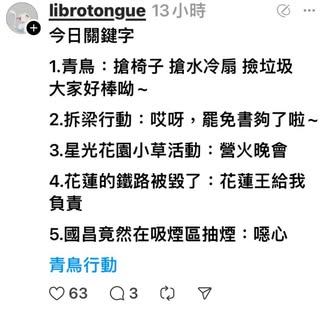 librotongue 13小時
今日關鍵字
1.青鳥：搶椅子 搶水冷扇 撿垃圾
大家好棒呦~
2.拆梁行動：哎呀，罷免書夠了啦~
3.星光花園小草活動：營火晚會
4.花蓮的鐵路被毀了：花蓮王給我
負責
5.國昌竟然在吸煙區抽煙：噁心
青鳥行動
63 3